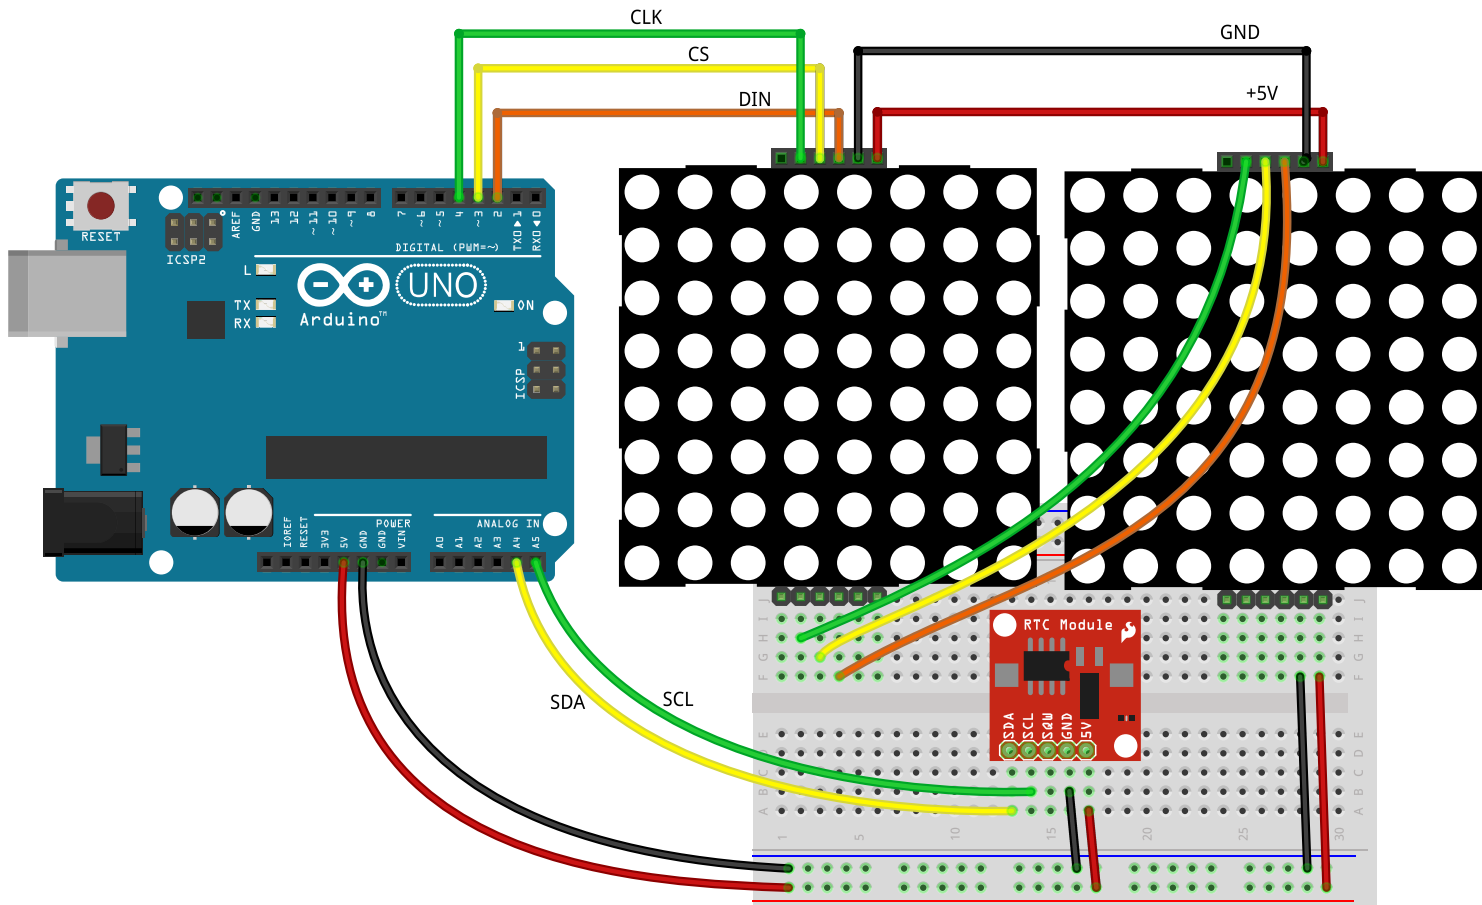 CLK
CS
DIN
GND
+5V
RESET
ICSP2
AREF
GND
13
12
~11
~10
~9
8
7
~6
~5
4
~3
2
TX0▶1
RX0◀0
DIGITAL (PWM=~)
L
TX
RX
Arduino™
UNO
ON
1
ICSP
IOREF
RESET
3V3
5V
GND
GND
VIN
POWER
A0
A1
A2
A3
A4
A5
ANALOG IN
SDA
SCL
RTC Module
SDA
SCL
SQW
GND
5V
J
I
H
G
F
E
D
C
B
A
J
I
H
G
F
E
D
C
B
A
1
5
10
15
20
25
30